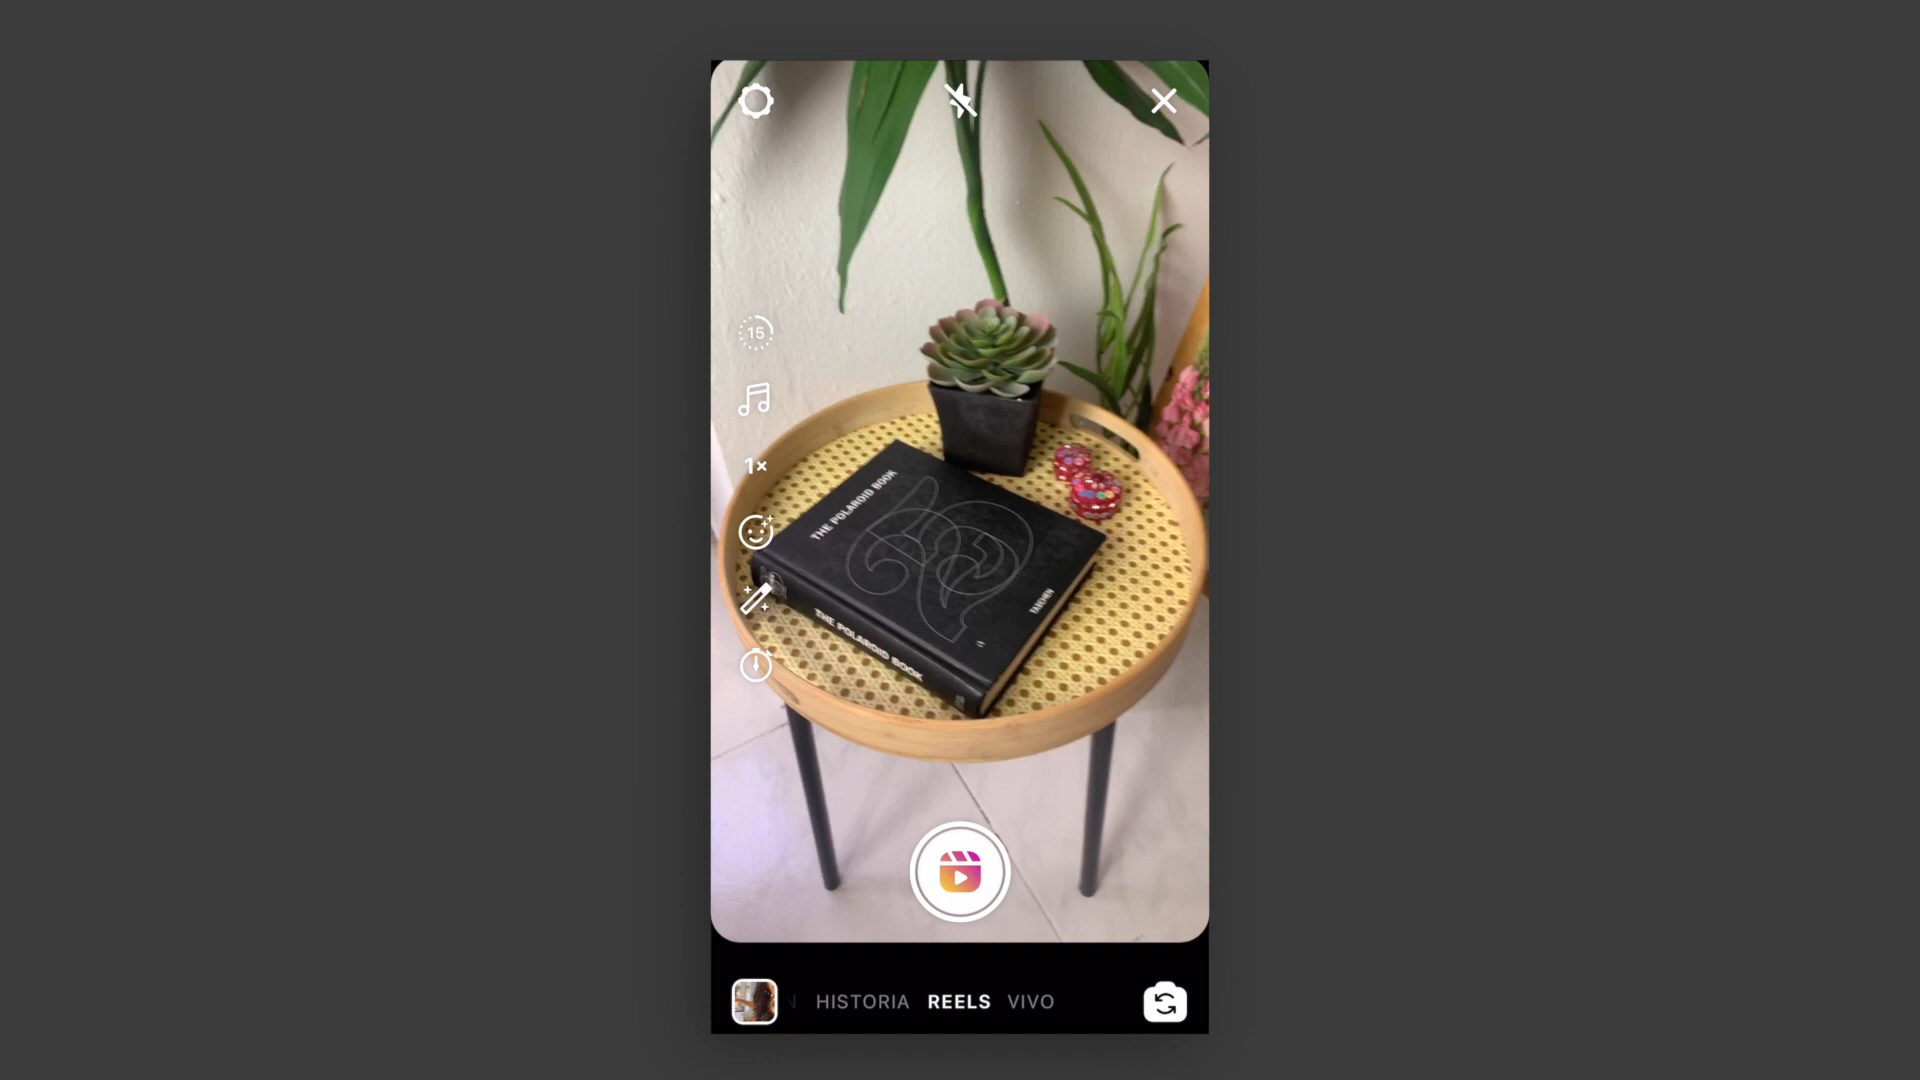 15
1×
THE POLAROID BOOK
TASCHEN
THE POLAROID BOOK
HISTORIA REELS VIVO